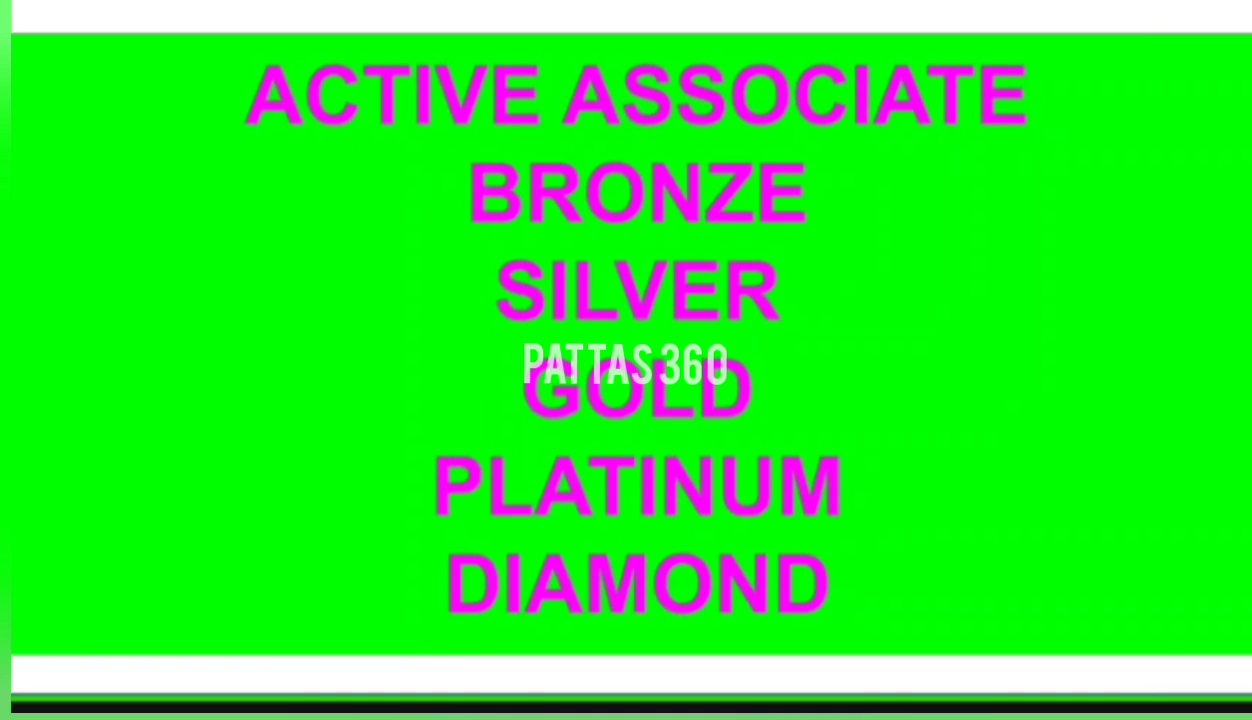 ACTIVE ASSOCIATE
BRONZE
SILVER
PATTAS 360
GOLD
PLATINUM
DIAMOND